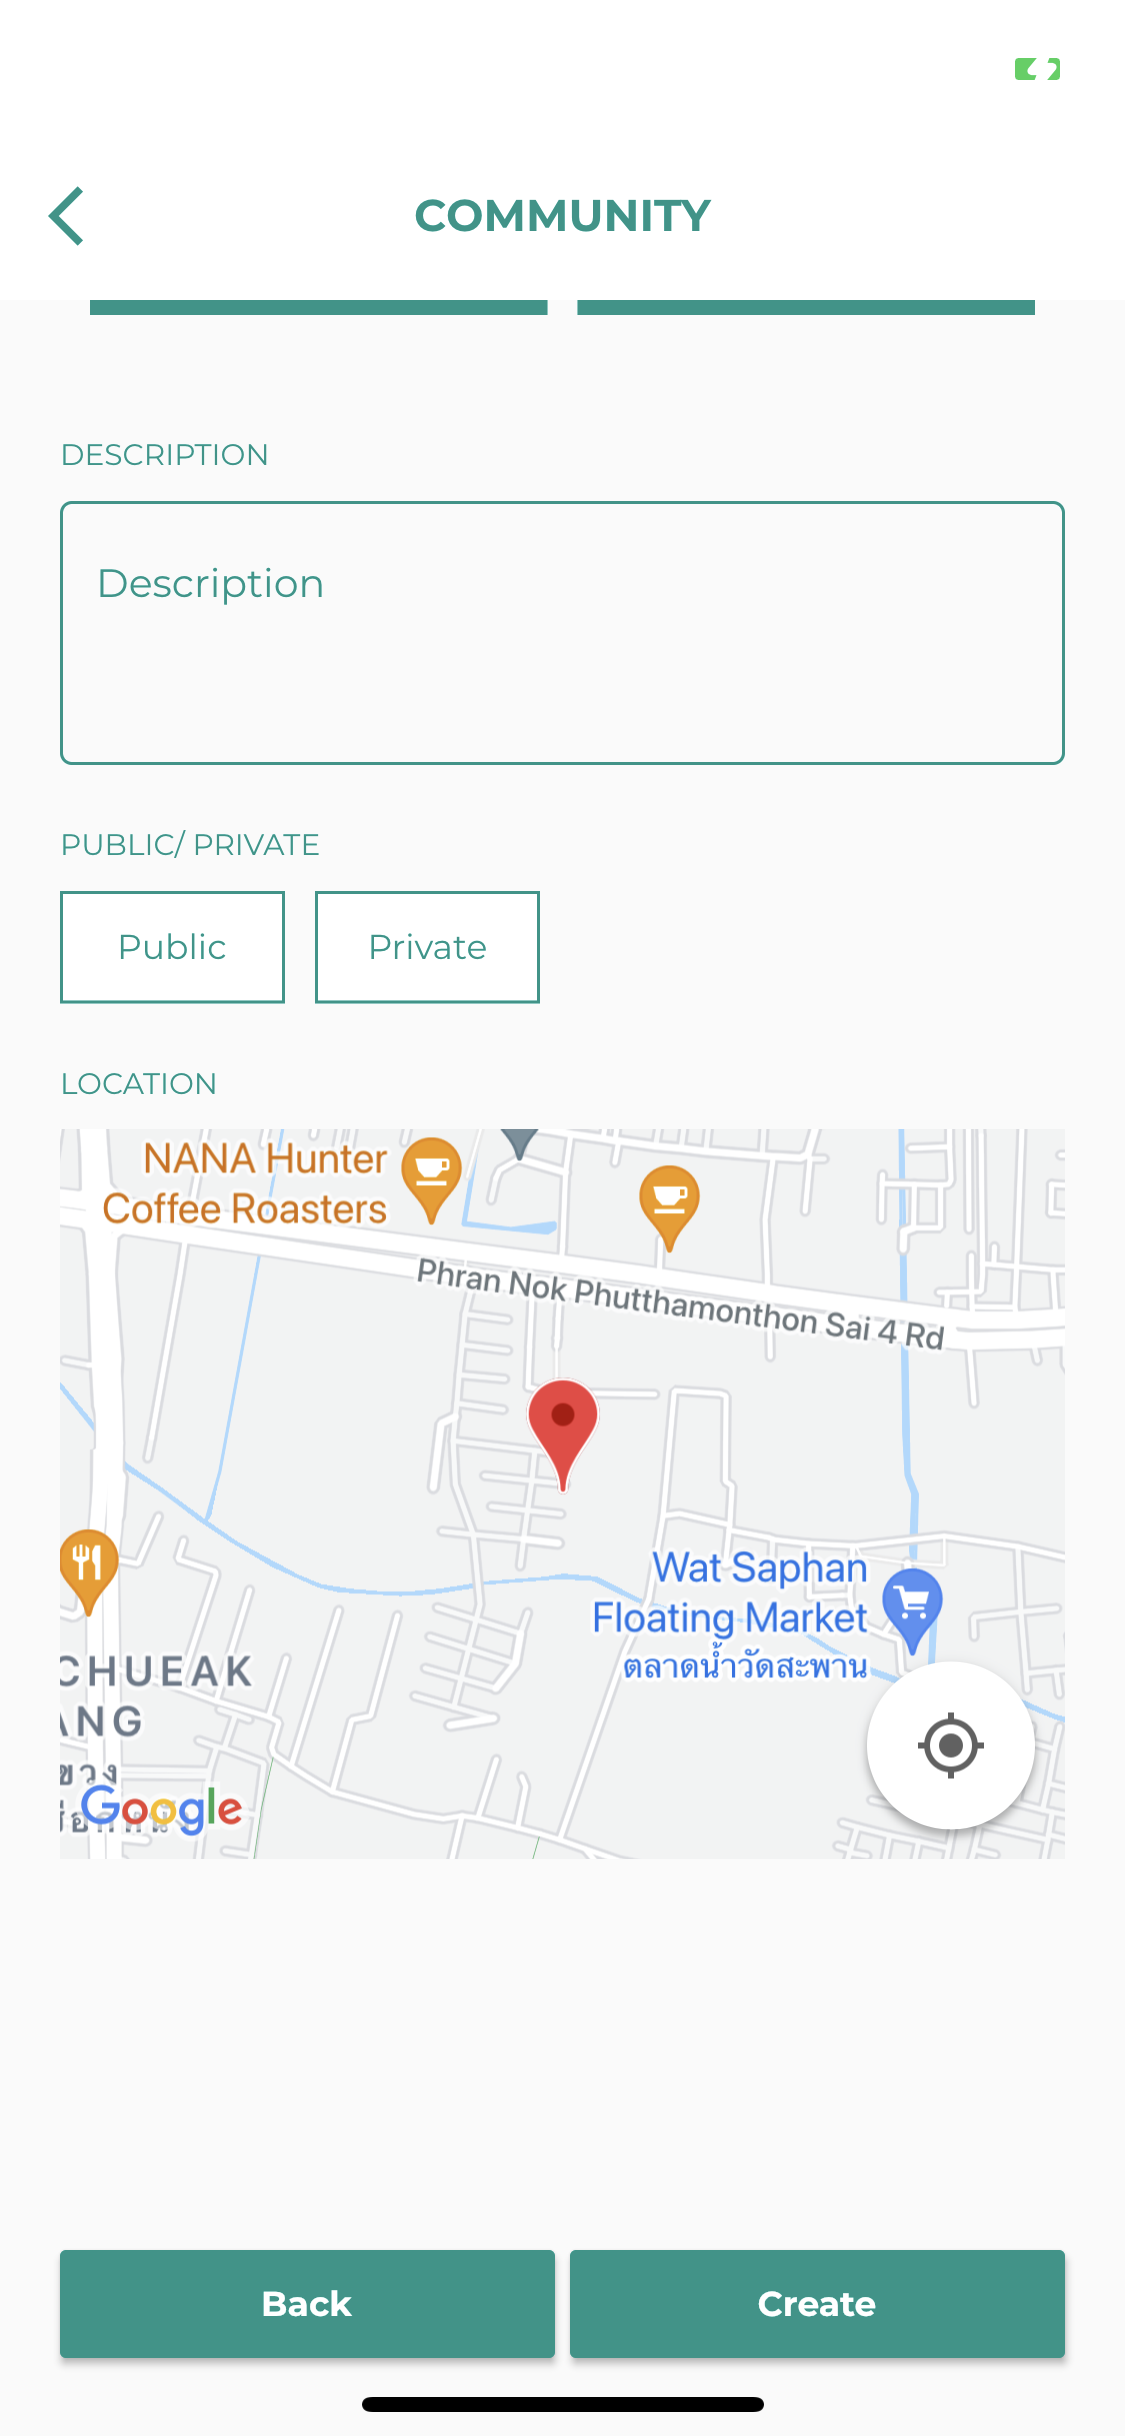 COMMUNITY
DESCRIPTION
Description
PUBLIC/ PRIVATE
Public
Private
LOCATION
NANA Hunter
Coffee Roasters
Phran Nok Phutthamonthon Sai 4 Rd
Wat Saphan
Floating Market
ตลาดน้ำวัดสะพาน
CHUEAK
ANG
ขวง
Google
Back
Create